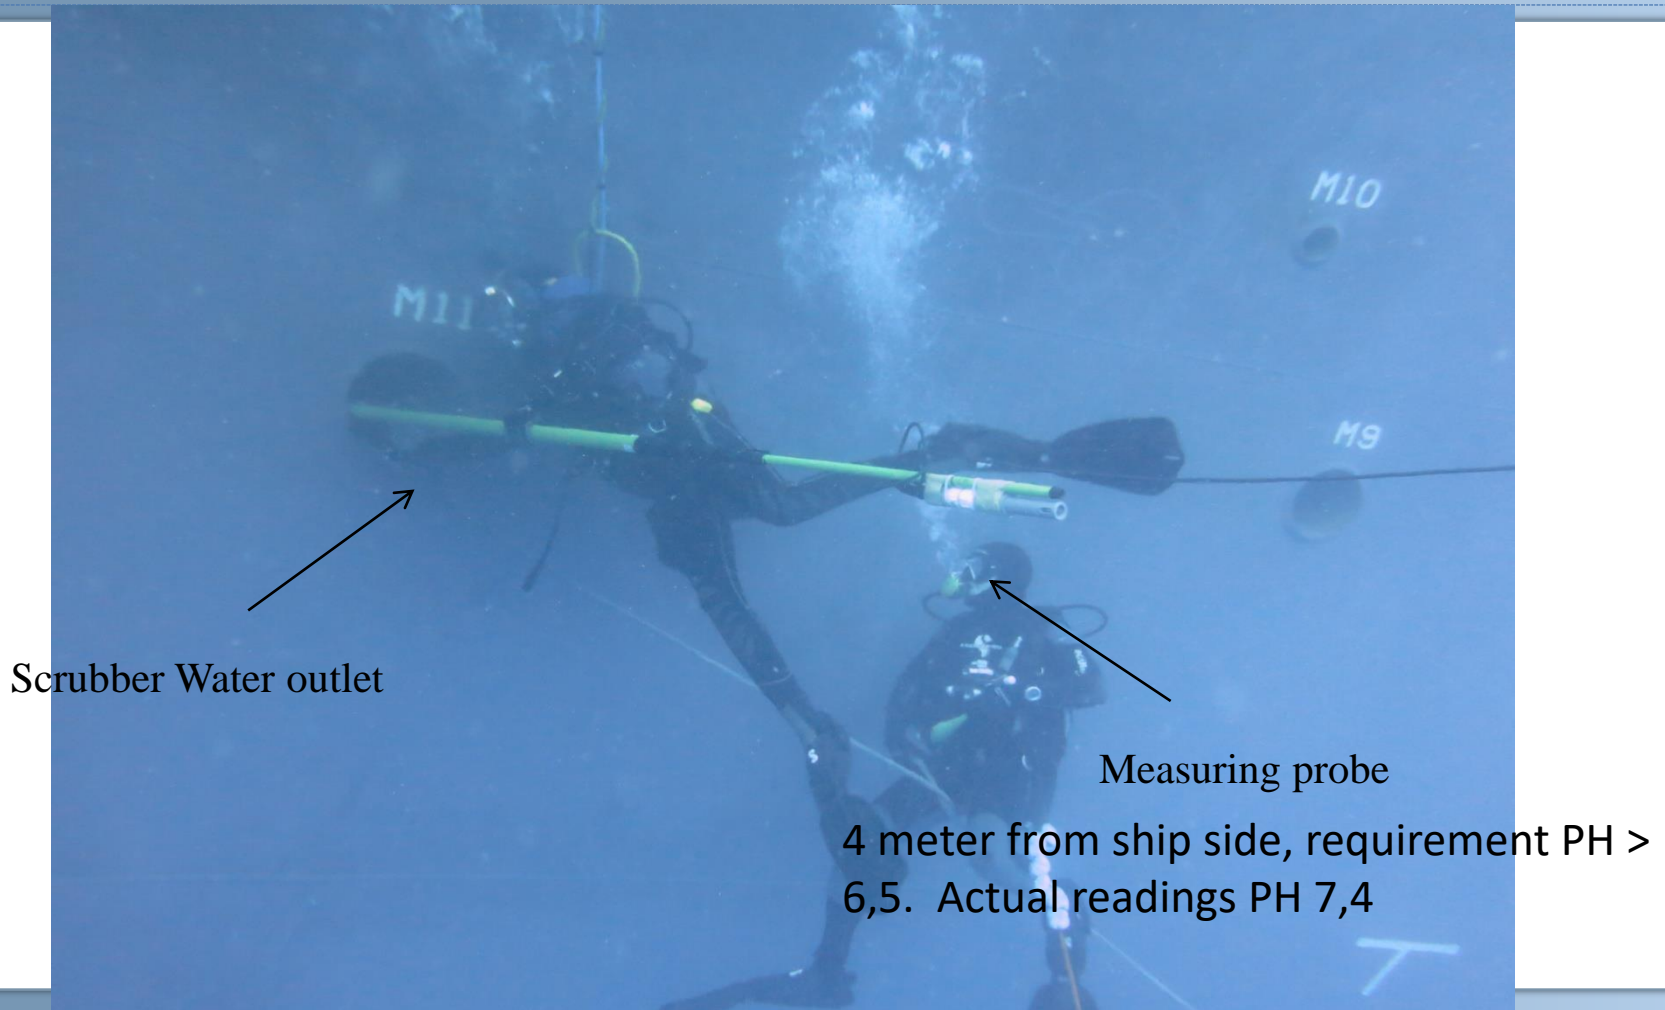 M10
M11
M9
Scrubber Water outlet
Measuring probe
4 meter from ship side, requirement PH >
6,5.  Actual readings PH 7,4
T